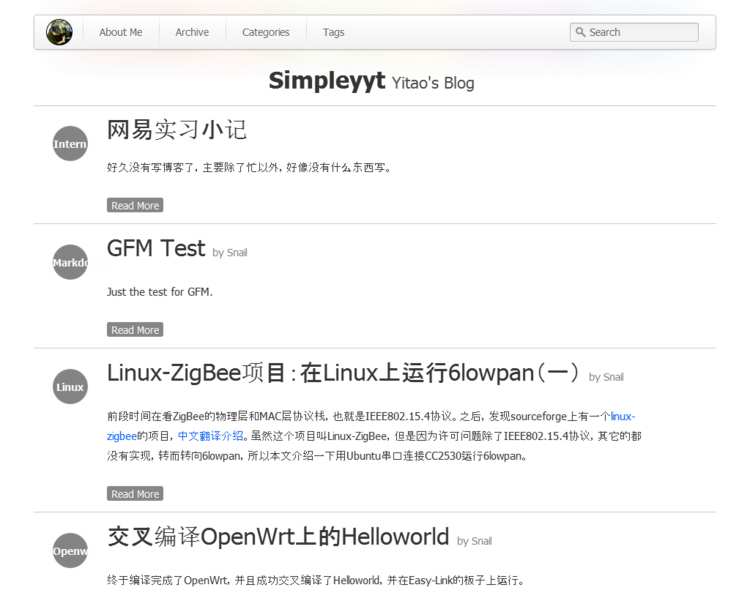 About Me Archive Categories Tags Search
Simpleyyt Yitao's Blog
Intern
网易实习小记
好久没有写博客了，主要除了忙以外，好像没有什么东西写。
Read More
Markdo
GFM Test by Snail
Just the test for GFM.
Read More
Linux
Linux-ZigBee项目：在Linux上运行6lowpan（一） by Snail
前段时间在看ZigBee的物理层和MAC层协议栈，也就是IEEE802.15.4协议。之后，发现sourceforge上有一个linux-
zigbee的项目，中文翻译介绍。虽然这个项目叫Linux-ZigBee，但是因为许可问题除了IEEE802.15.4协议，其它的都
没有实现，转而转向6lowpan，所以本文介绍一下用Ubuntu串口连接CC2530运行6lowpan。
Read More
Openw
交叉编译OpenWrt上的Helloworld by Snail
终于编译完成了OpenWrt，并且成功交叉编译了Helloworld，并在Easy-Link的板子上运行。